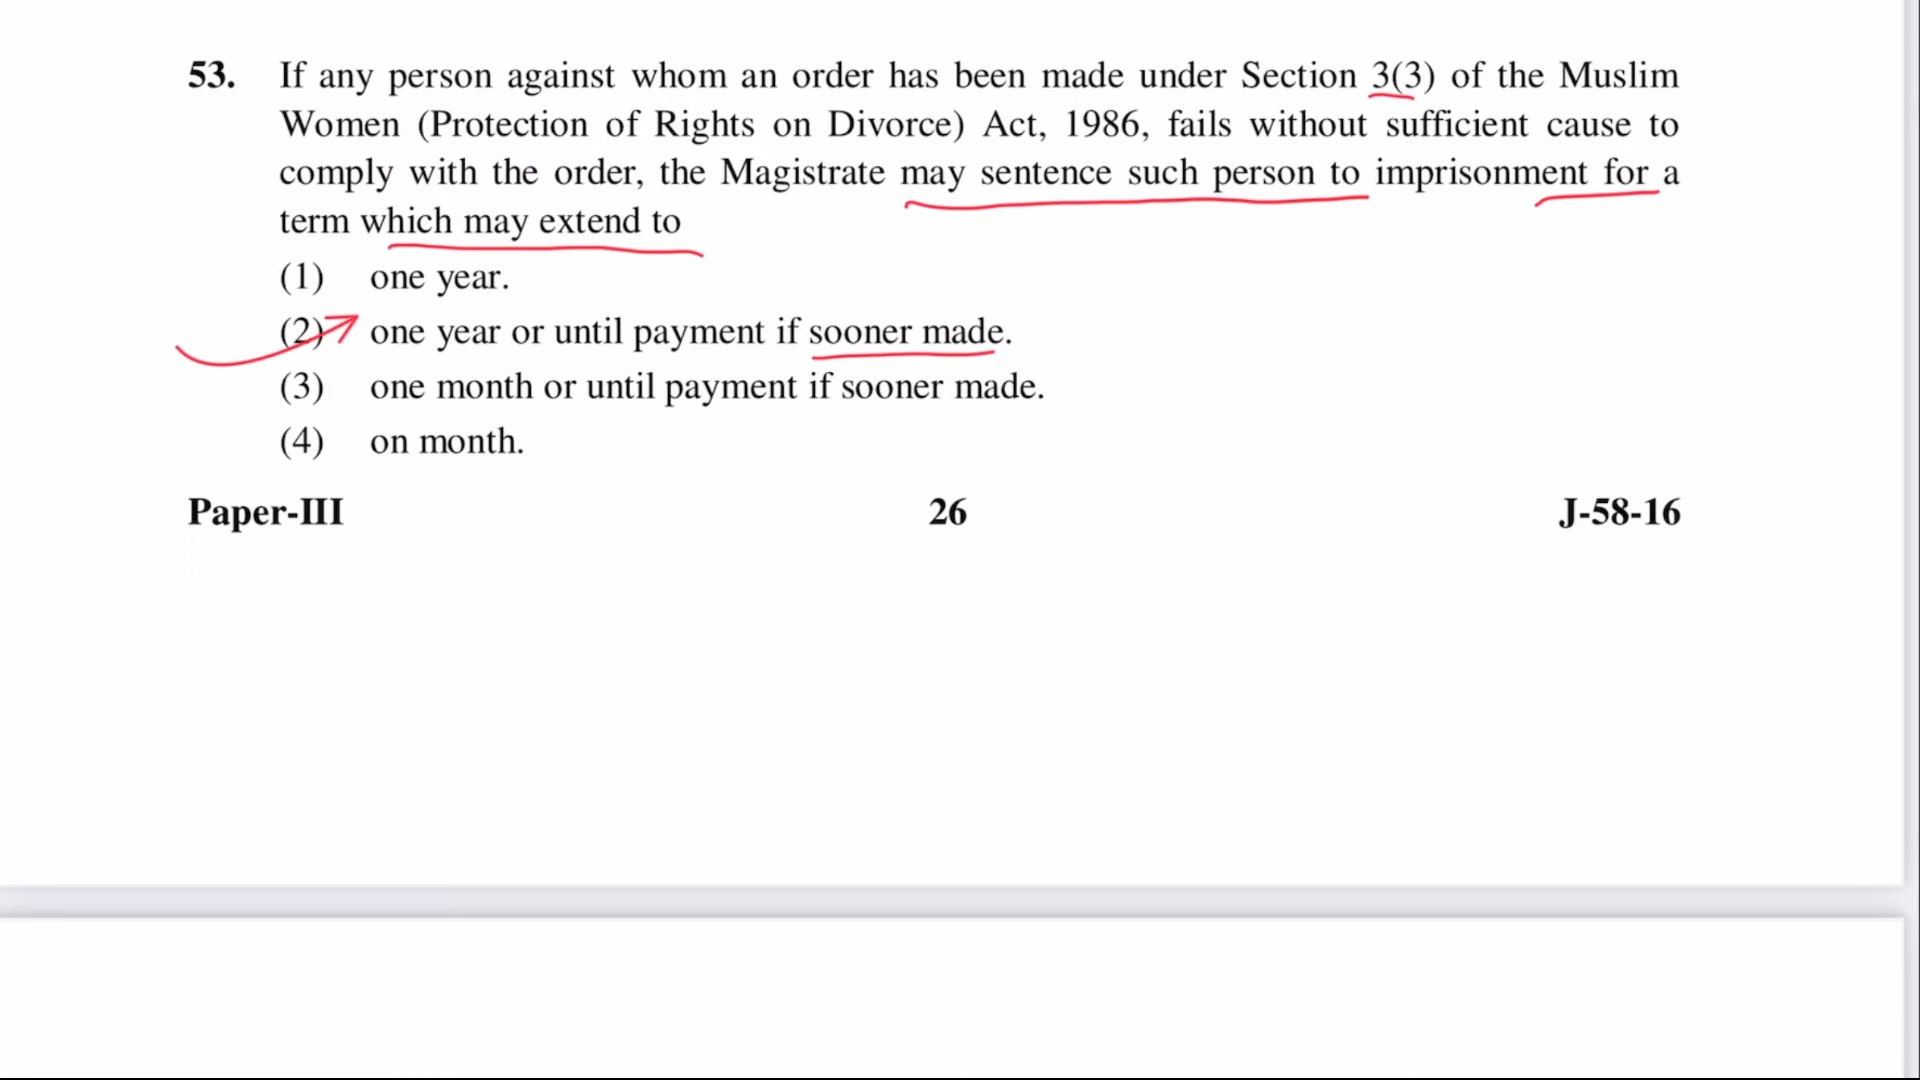 53. If any person against whom an order has been made under Section 3(3) of the Muslim
Women (Protection of Rights on Divorce) Act, 1986, fails without sufficient cause to
comply with the order, the Magistrate may sentence such person to imprisonment for a
term which may extend to
(1) one year.
(2) one year or until payment if sooner made.
(3) one month or until payment if sooner made.
(4) on month.
Paper-III 26 J-58-16